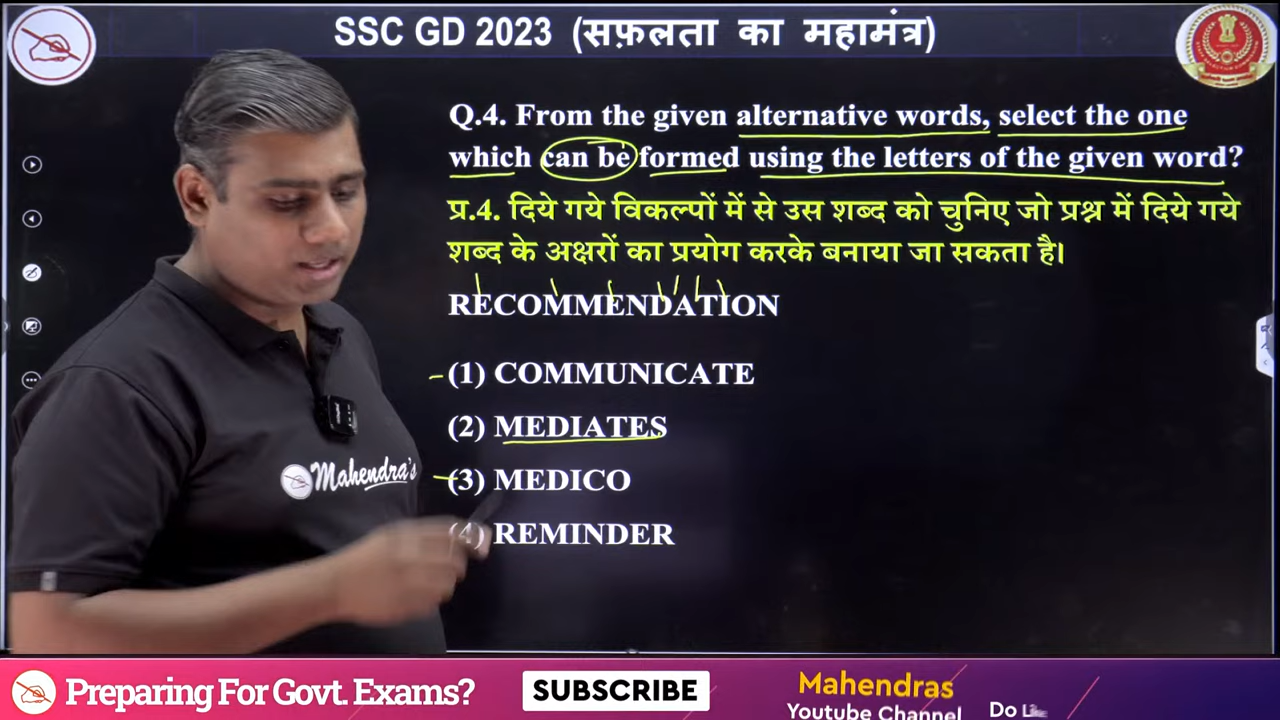 SSC GD 2023 (सफ़लता का महामंत्र)
Q.4. From the given alternative words, select the one
which can be formed using the letters of the given word?
प्र.4. दिये गये विकल्पों में से उस शब्द को चुनिए जो प्रश्न में दिये गये
शब्द के अक्षरों का प्रयोग करके बनाया जा सकता है।
RECOMMENDATION
(1) COMMUNICATE
(2) MEDIATES
(3) MEDICO
(4) REMINDER
Mahendra's
Preparing For Govt. Exams?
SUBSCRIBE
Mahendras
Youtube Channel
Do